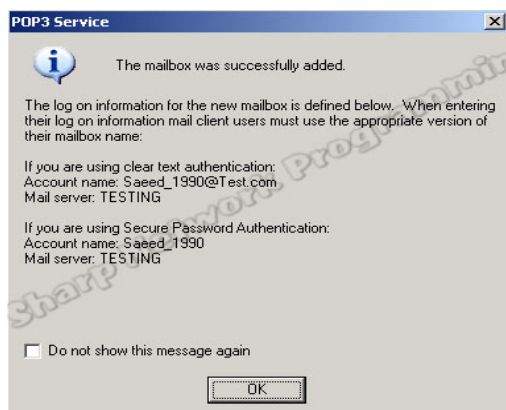 POP3 Service
The mailbox was successfully added.
The log on information for the new mailbox is defined below. When entering
their log on information mail client users must use the appropriate version of
their mailbox name:
If you are using clear text authentication:
Account name: Saeed_1990@Test.com
Mail server: TESTING
If you are using Secure Password Authentication:
Account name: Saeed_1990
Mail server: TESTING
Sharp Network Programming
Do not show this message again
OK